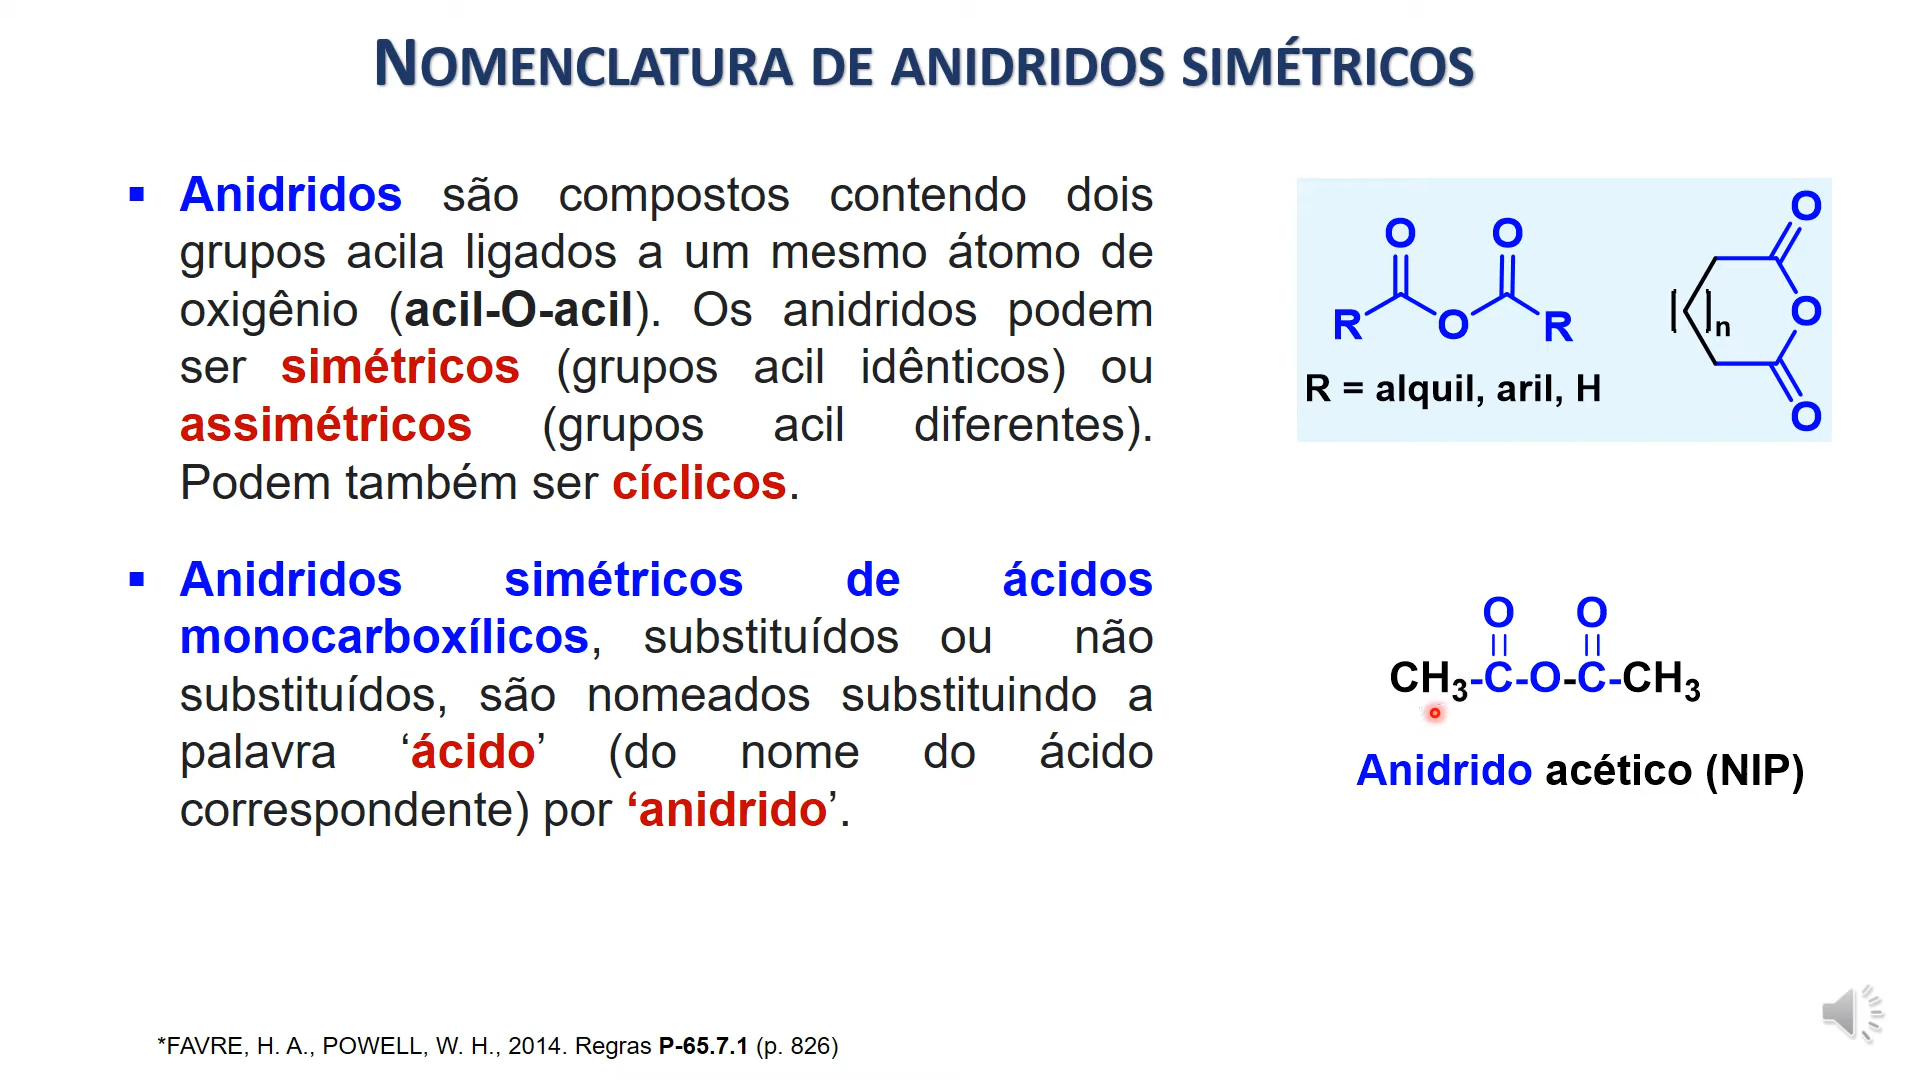 NOMENCLATURA DE ANIDRIDOS SIMÉTRICOS
▪ Anidridos são compostos contendo dois
grupos acila ligados a um mesmo átomo de
oxigênio (acil-O-acil). Os anidridos podem
ser simétricos (grupos acil idênticos) ou
assimétricos (grupos acil diferentes).
Podem também ser cíclicos.
▪ Anidridos simétricos de ácidos
monocarboxílicos, substituídos ou não
substituídos, são nomeados substituindo a
palavra ‘ácido’ (do nome do ácido
correspondente) por ‘anidrido’.
O O
R O R
R = alquil, aril, H
O
O
n
O
O O
CH₃-C-O-C-CH₃
Anidrido acético (NIP)
*FAVRE, H. A., POWELL, W. H., 2014. Regras P-65.7.1 (p. 826)